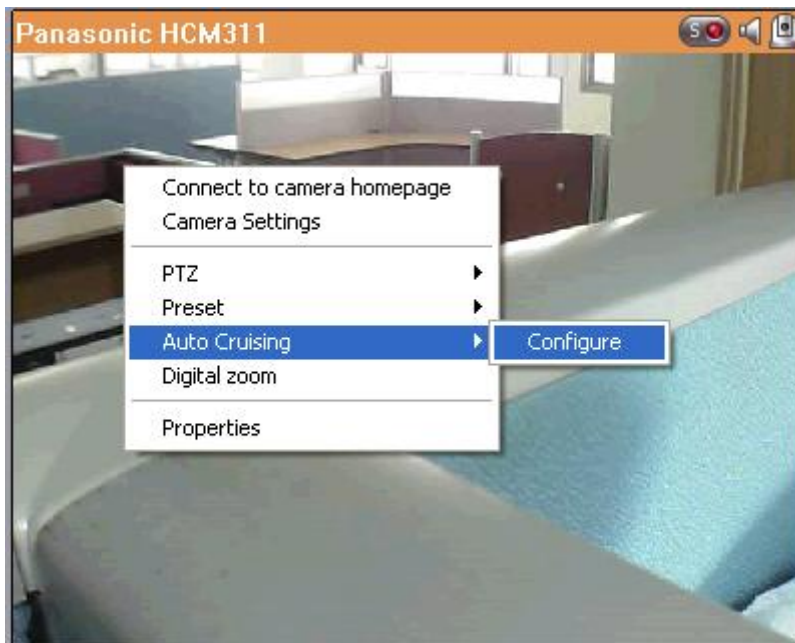 Panasonic HCM311
S
Connect to camera homepage
Camera Settings
PTZ
Preset
Auto Cruising
Configure
Digital zoom
Properties